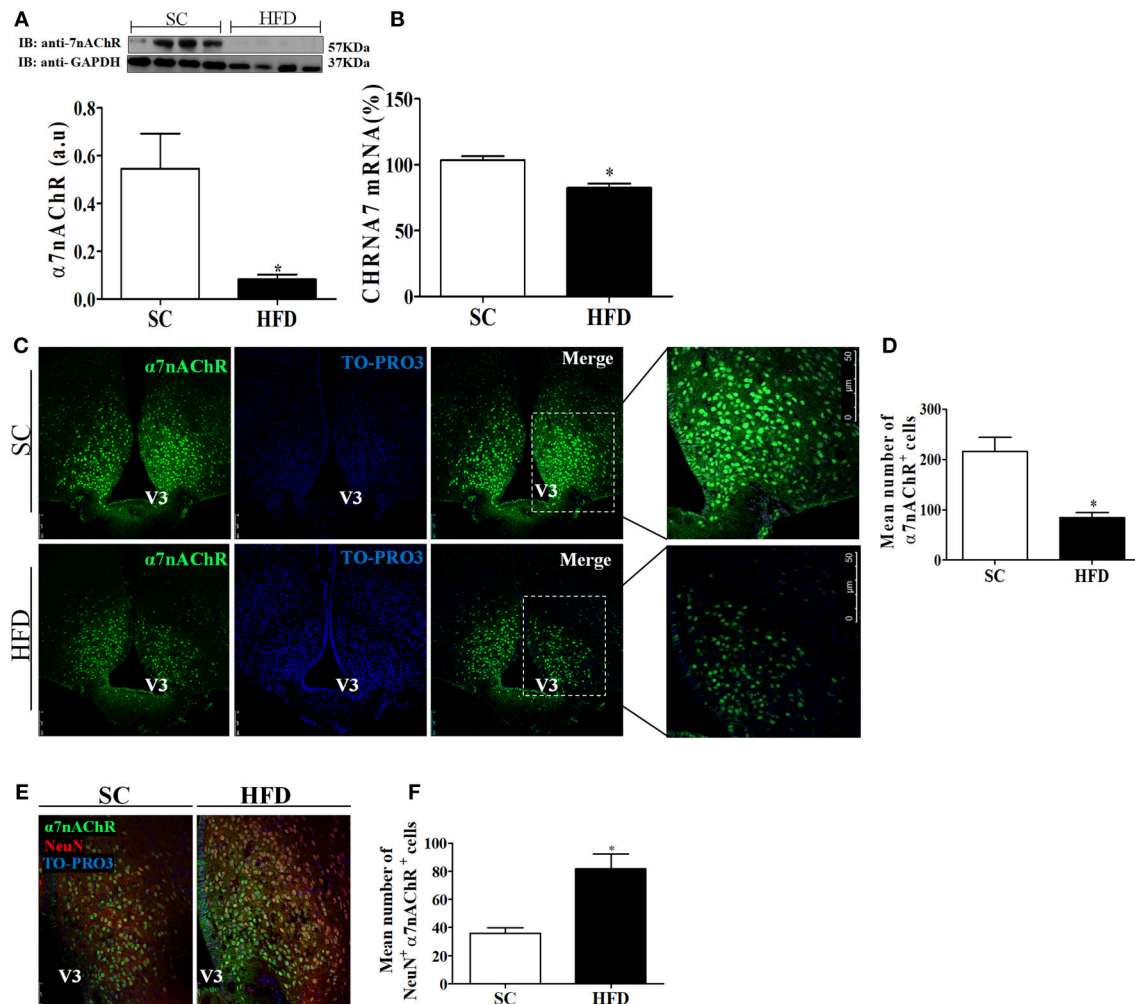 A
SC HFD
IB: anti-7nAChR 57KDa
IB: anti-GAPDH 37KDa
α7nAChR (a.u)
0.8
0.6
0.4
0.2
0.0
*
SC HFD
B
CHRNA7 mRNA(%)
150
100
50
0
*
SC HFD
C
SC
α7nAChR TO-PRO3 Merge
V3 V3 V3
50
µm
0
HFD
α7nAChR TO-PRO3 Merge
V3 V3 V3
50
µm
0
D
Mean number of
α7nAChR+ cells
300
200
100
0
*
SC HFD
E
SC HFD
α7nAChR
NeuN
TO-PRO3
V3 V3
F
Mean number of
NeuN+ α7nAChR + cells
100
80
60
40
20
0
*
SC HFD